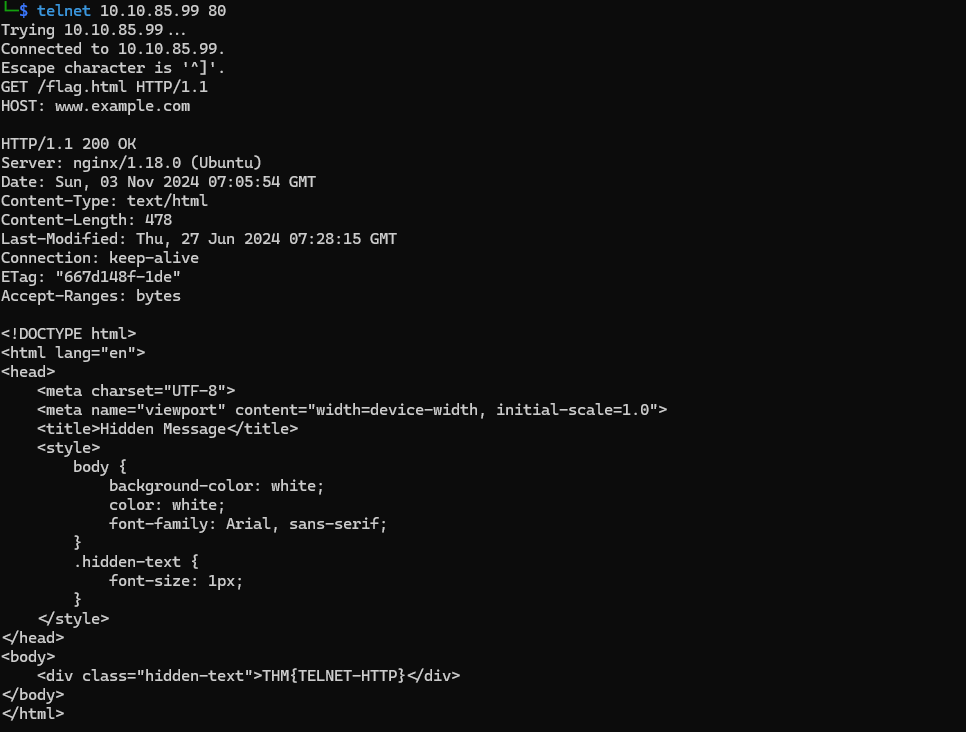 └─$ telnet 10.10.85.99 80
Trying 10.10.85.99...
Connected to 10.10.85.99.
Escape character is '^]'.
GET /flag.html HTTP/1.1
HOST: www.example.com

HTTP/1.1 200 OK
Server: nginx/1.18.0 (Ubuntu)
Date: Sun, 03 Nov 2024 07:05:54 GMT
Content-Type: text/html
Content-Length: 478
Last-Modified: Thu, 27 Jun 2024 07:28:15 GMT
Connection: keep-alive
ETag: "667d148f-1de"
Accept-Ranges: bytes

<!DOCTYPE html>
<html lang="en">
<head>
    <meta charset="UTF-8">
    <meta name="viewport" content="width=device-width, initial-scale=1.0">
    <title>Hidden Message</title>
    <style>
        body {
            background-color: white;
            color: white;
            font-family: Arial, sans-serif;
        }
        .hidden-text {
            font-size: 1px;
        }
    </style>
</head>
<body>
    <div class="hidden-text">THM{TELNET-HTTP}</div>
</body>
</html>